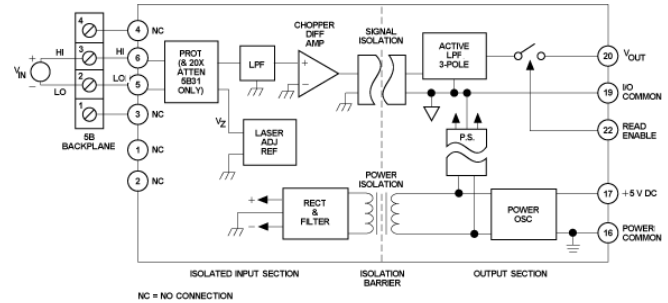 4
3
2
1
HI
LO
V IN
+
−
5B
BACKPLANE
4 NC
6 HI
5 LO
3 NC
1 NC
2 NC
PROT
(& 20X
ATTEN
5B31
ONLY)
LPF
CHOPPER
DIFF
AMP
+
−
SIGNAL
ISOLATION
ACTIVE
LPF
3-POLE
20 VOUT
19 I/O
COMMON
22 READ
ENABLE
VZ
LASER
ADJ
REF
P.S.
POWER
ISOLATION
+
−
RECT
&
FILTER
POWER
OSC
17 +5 V DC
16 POWER
COMMON
ISOLATED INPUT SECTION
ISOLATION
BARRIER
OUTPUT SECTION
NC = NO CONNECTION